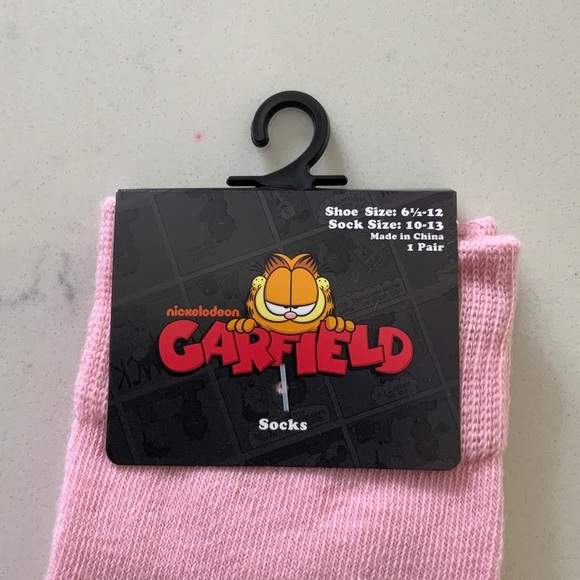 Shoe Size: 6½-12
Sock Size: 10-13
Made in China
1 Pair
nickelodeon
GARFIELD
Socks